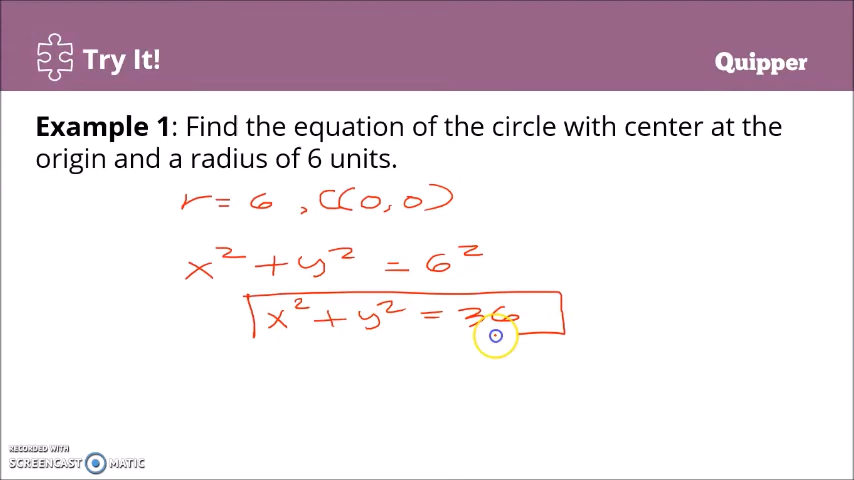 Try It!
Quipper
Example 1: Find the equation of the circle with center at the
origin and a radius of 6 units.
r = 6 , C(0,0)
x² + y² = 6²
x² + y² = 36
RECORDED WITH
SCREENCAST MATIC